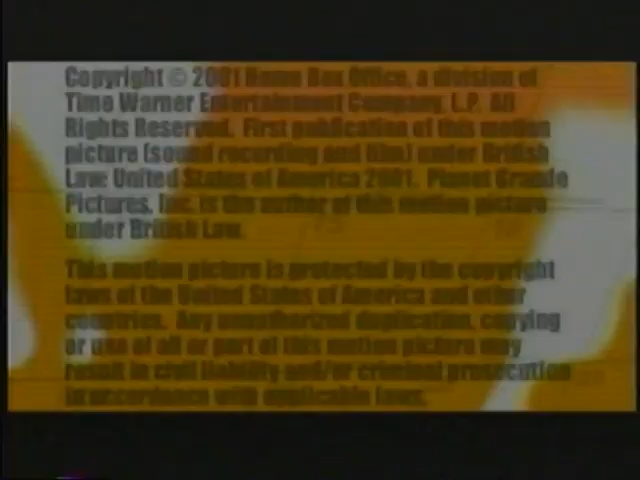 Copyright © 2001 Home Box Office, a division of
Time Warner Entertainment Company, L.P. All
Rights Reserved. First publication of this motion
picture (sound recording and film) under British
Law: United States of America 2001. Planet Grande
Pictures, Inc. is the author of this motion picture
under British Law.
This motion picture is protected by the copyright
laws of the United States of America and other
countries. Any unauthorized duplication, copying
or use of all or part of this motion picture may
result in civil liability and/or criminal prosecution
in accordance with applicable laws.